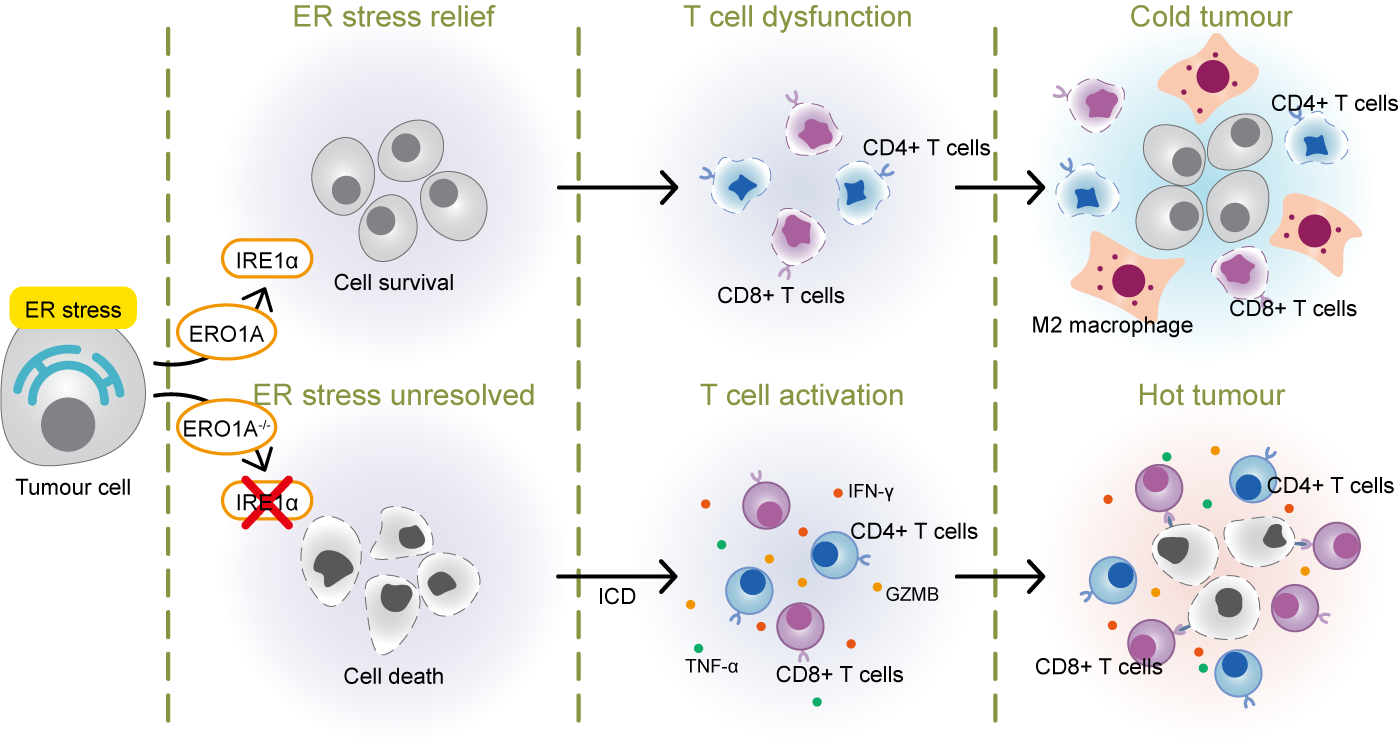 ER stress relief
T cell dysfunction
Cold tumour
CD4+ T cells
CD4+ T cells
IRE1α
Cell survival
CD8+ T cells
CD8+ T cells
M2 macrophage
ER stress
ERO1A
ER stress unresolved
T cell activation
Hot tumour
ERO1A-/-
Tumour cell
IRE1α
IFN-γ
CD4+ T cells
CD4+ T cells
ICD
GZMB
TNF-α
CD8+ T cells
CD8+ T cells
Cell death